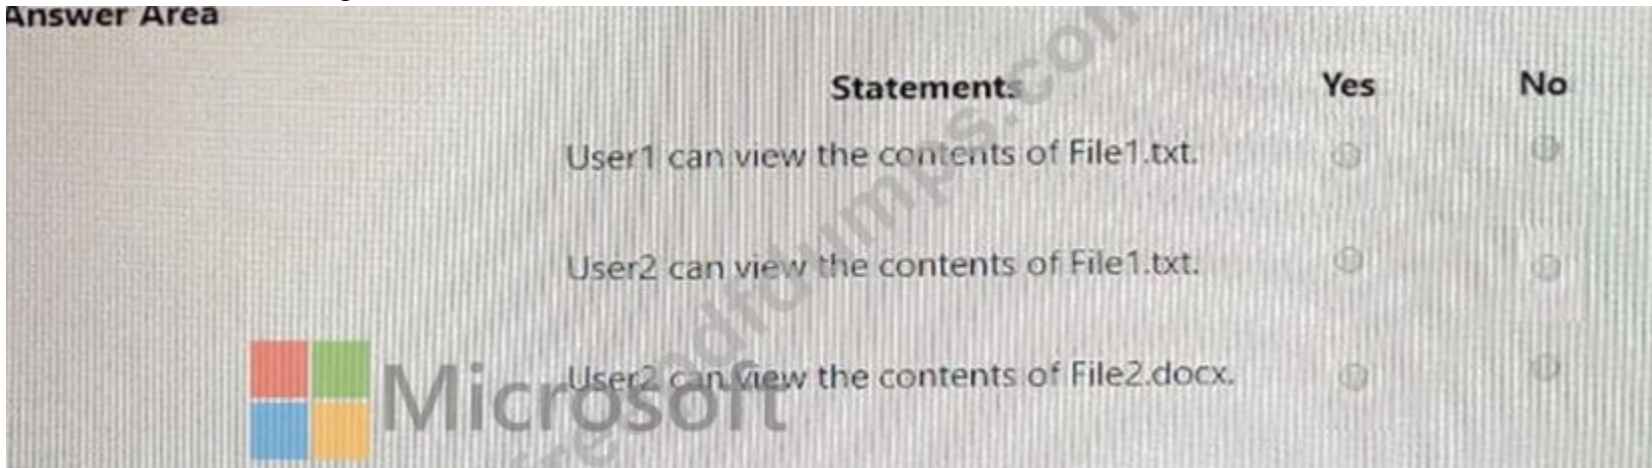 Answer Area
Statements Yes No
User1 can view the contents of File1.txt.
User2 can view the contents of File1.txt.
User2 can view the contents of File2.docx.
Microsoft